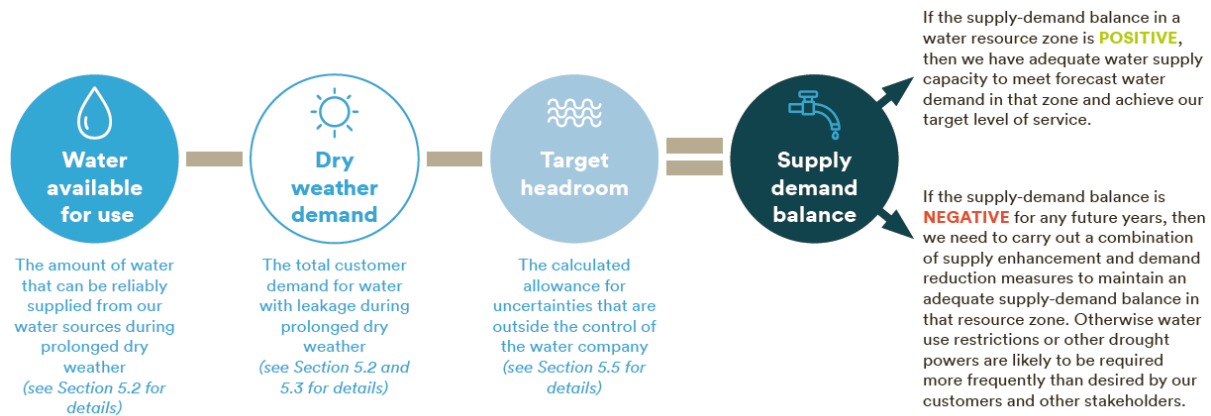 Water
available
for use
The amount of water
that can be reliably
supplied from our
water sources during
prolonged dry
weather
(see Section 5.2 for
details)
Dry
weather
demand
The total customer
demand for water
with leakage during
prolonged dry
weather
(see Section 5.2 and
5.3 for details)
Target
headroom
The calculated
allowance for
uncertainties that are
outside the control of
the water company
(see Section 5.5 for
details)
Supply
demand
balance
If the supply-demand balance in a
water resource zone is POSITIVE,
then we have adequate water supply
capacity to meet forecast water
demand in that zone and achieve our
target level of service.
If the supply-demand balance is
NEGATIVE for any future years, then
we need to carry out a combination
of supply enhancement and demand
reduction measures to maintain an
adequate supply-demand balance in
that resource zone. Otherwise water
use restrictions or other drought
powers are likely to be required
more frequently than desired by our
customers and other stakeholders.